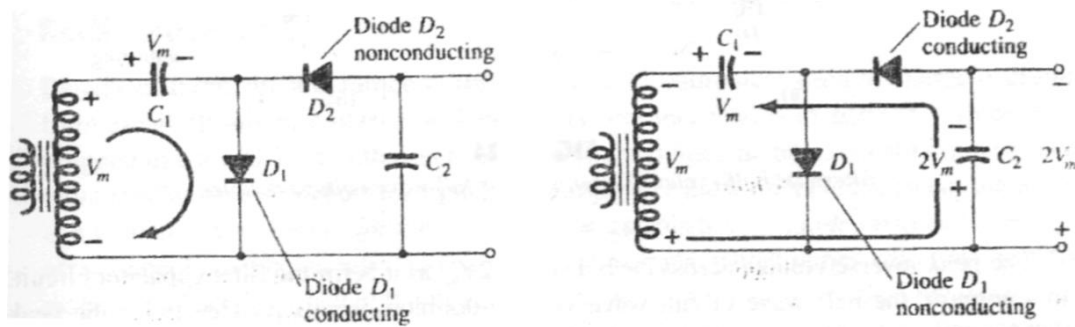 Diode D₂
nonconducting
+ Vm −
C₁
D₂
+
Vm
D₁
C₂
−
Diode D₁
conducting
Diode D₂
conducting
C₁
+ −
Vm
−
−
−
Vm
D₁
2Vm
C₂
2Vm
+
+
+
Diode D₁
nonconducting